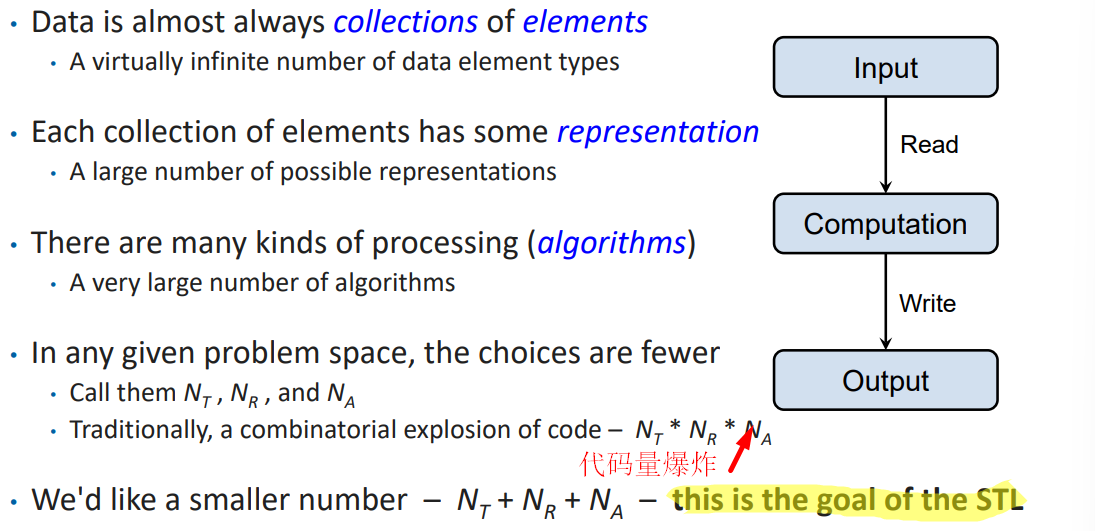 • Data is almost always collections of elements
• A virtually infinite number of data element types
• Each collection of elements has some representation
• A large number of possible representations
• There are many kinds of processing (algorithms)
• A very large number of algorithms
• In any given problem space, the choices are fewer
• Call them N_T , N_R , and N_A
• Traditionally, a combinatorial explosion of code – N_T * N_R * N_A
代码量爆炸
• We'd like a smaller number – N_T + N_R + N_A – this is the goal of the STL
Input
Read
Computation
Write
Output